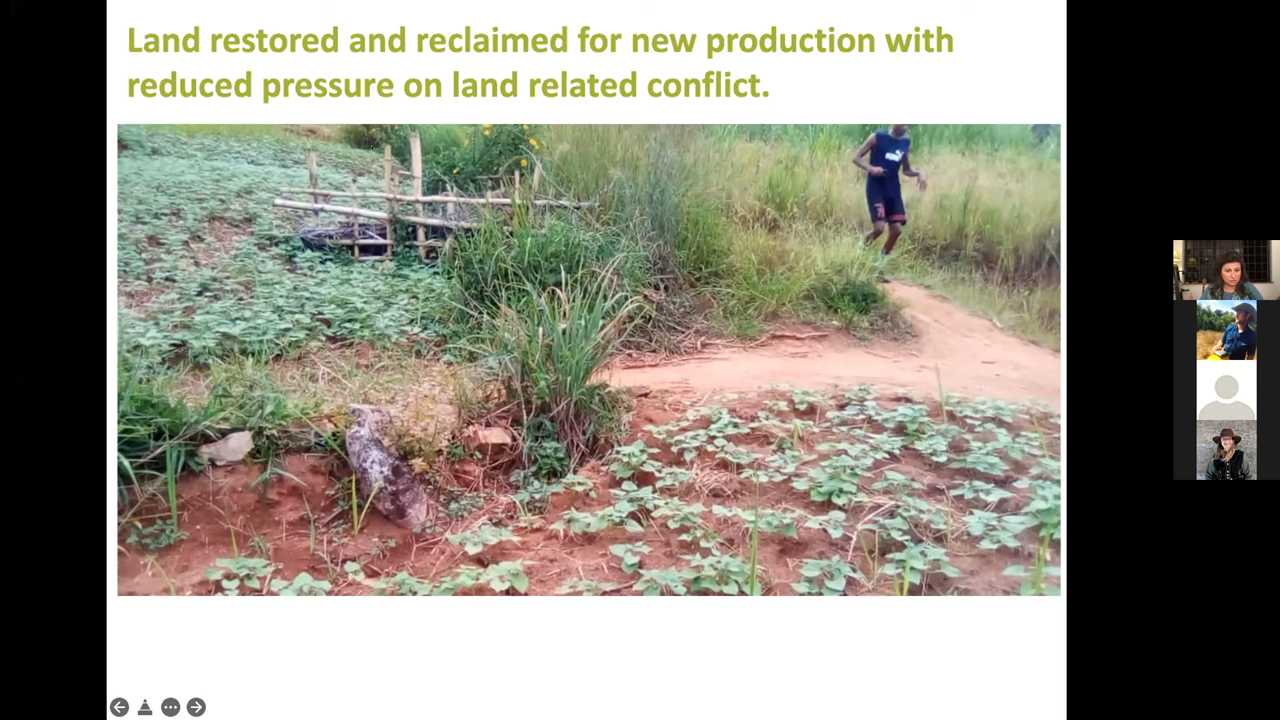 Land restored and reclaimed for new production with
reduced pressure on land related conflict.